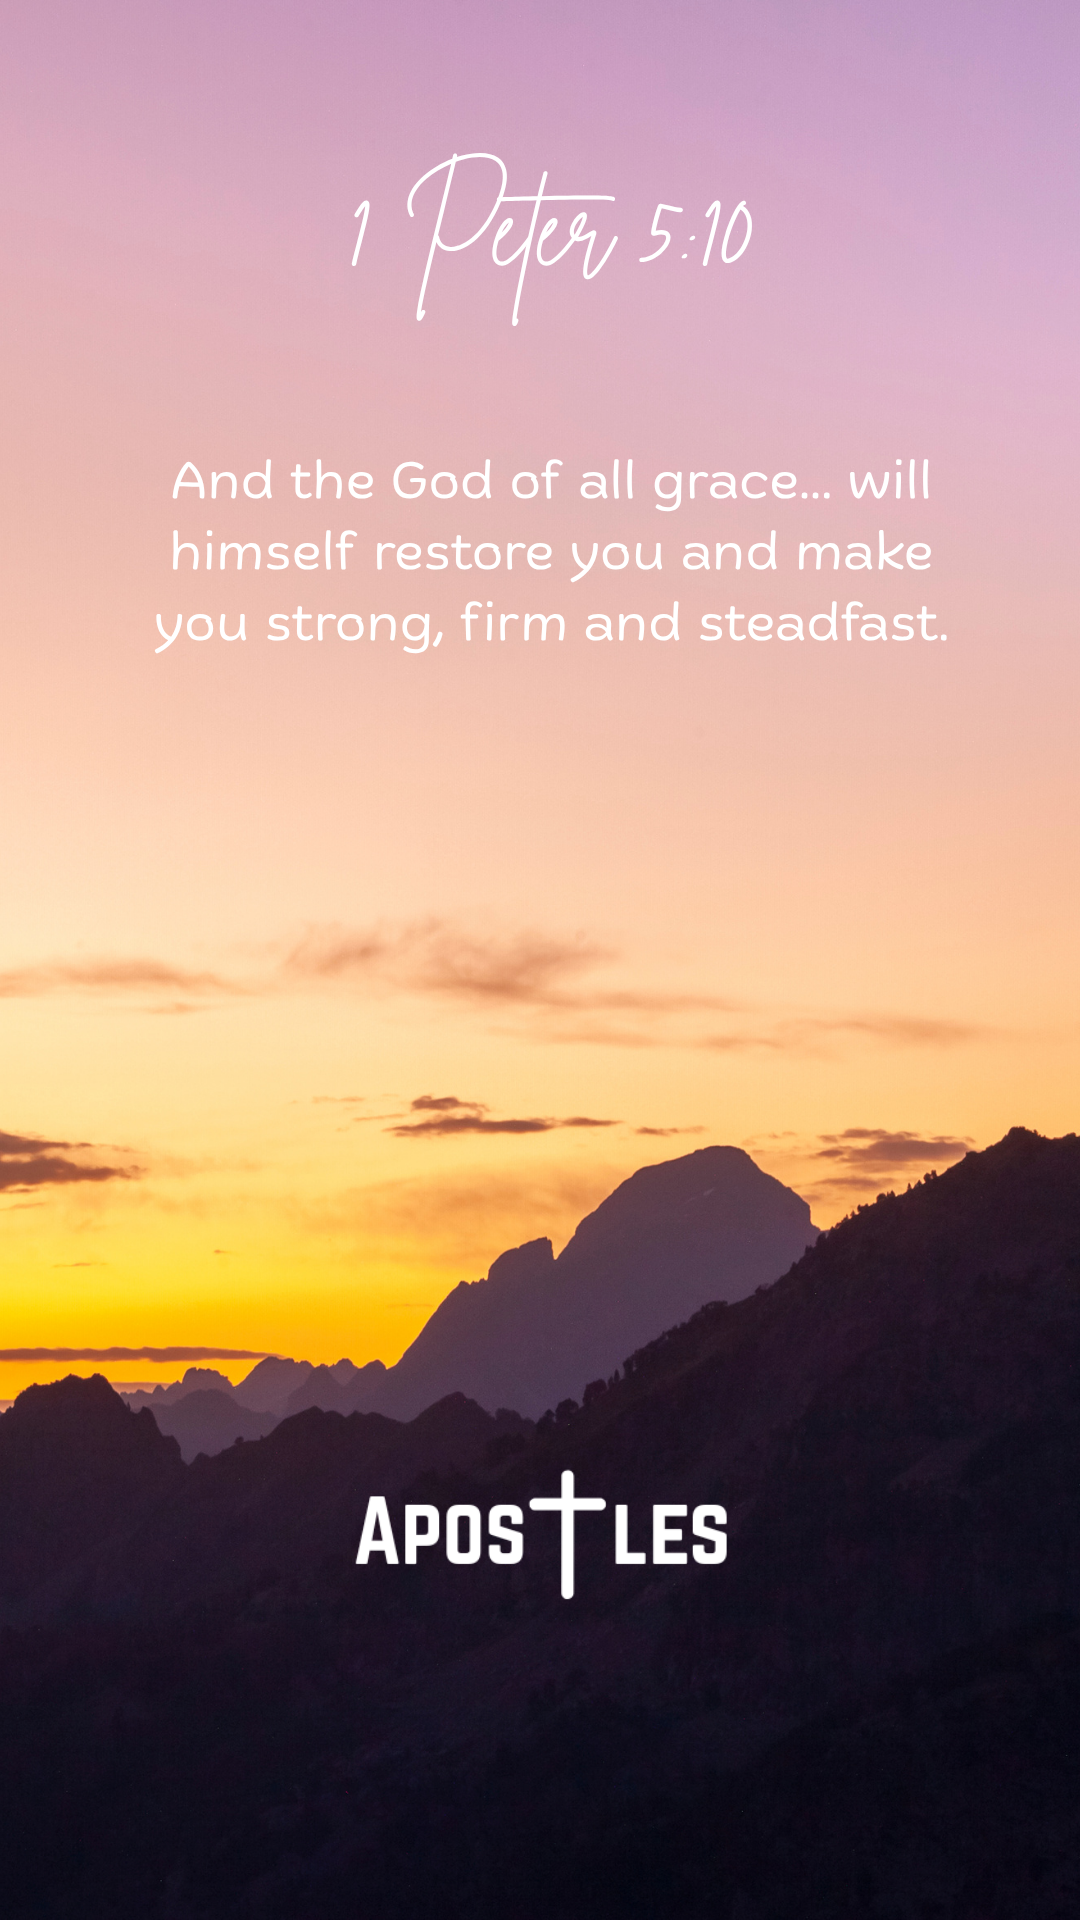 1 Peter 5:10
And the God of all grace... will
himself restore you and make
you strong, firm and steadfast.
APOSTLES